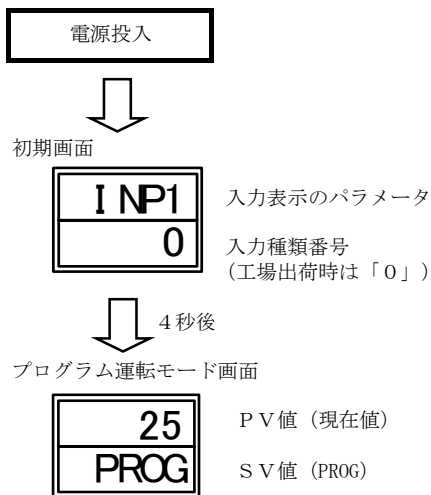 電源投入
初期画面
INP1
入力表示のパラメータ
0
入力種類番号
(工場出荷時は「０」)
４秒後
プログラム運転モード画面
25
ＰＶ値（現在値）
PROG
ＳＶ値（PROG）